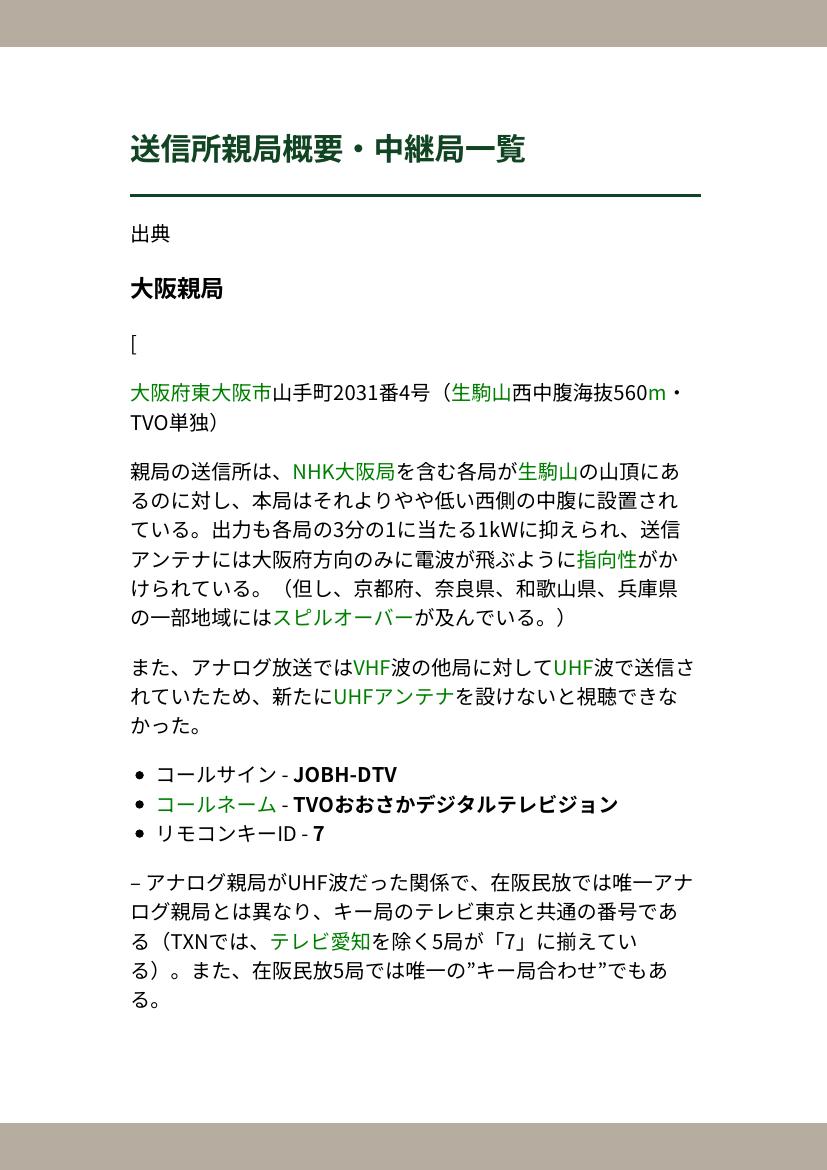 送信所親局概要・中継局一覧
出典
大阪親局
[
大阪府東大阪市山手町2031番4号（生駒山西中腹海抜560m・
TVO単独）
親局の送信所は、NHK大阪局を含む各局が生駒山の山頂にあ
るのに対し、本局はそれよりやや低い西側の中腹に設置され
ている。出力も各局の3分の1に当たる1kWに抑えられ、送信
アンテナには大阪府方向のみに電波が飛ぶように指向性がか
けられている。（但し、京都府、奈良県、和歌山県、兵庫県
の一部地域にはスピルオーバーが及んでいる。）
また、アナログ放送ではVHF波の他局に対してUHF波で送信さ
れていたため、新たにUHFアンテナを設けないと視聴できな
かった。
• コールサイン - JOBH-DTV
• コールネーム - TVOおおさかデジタルテレビジョン
• リモコンキーID - 7
– アナログ親局がUHF波だった関係で、在阪民放では唯一アナ
ログ親局とは異なり、キー局のテレビ東京と共通の番号であ
る（TXNでは、テレビ愛知を除く5局が「7」に揃えてい
る）。また、在阪民放5局では唯一の”キー局合わせ”でもあ
る。